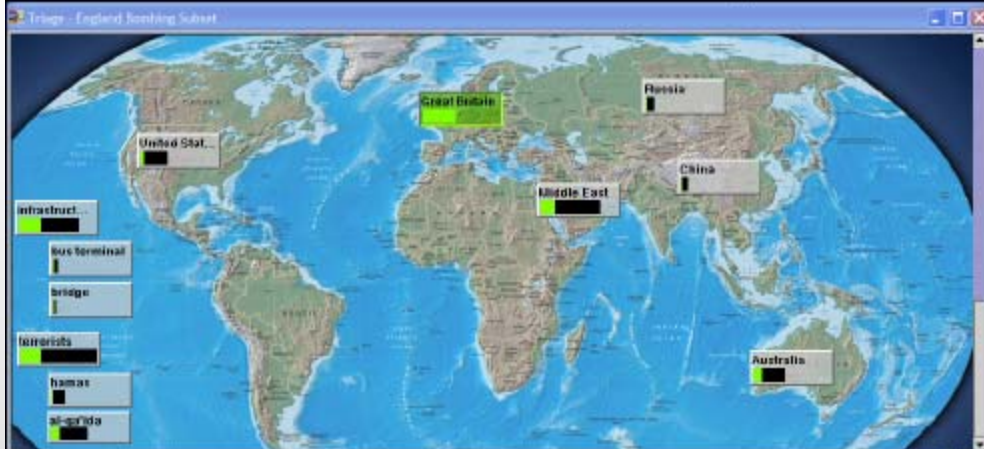 Triage - England Bombing Subset
Great Britain
Russia
United Stat...
China
Middle East
infrastruct...
bus terminal
bridge
terrorists
Australia
hamas
al-qa'ida